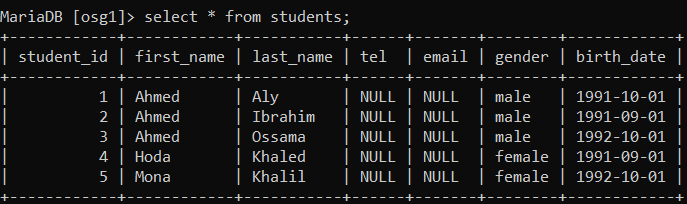 MariaDB [osg1]> select * from students;
+------------+------------+-----------+------+-------+--------+------------+
| student_id | first_name | last_name | tel  | email | gender | birth_date |
+------------+------------+-----------+------+-------+--------+------------+
|          1 | Ahmed      | Aly       | NULL | NULL  | male   | 1991-10-01 |
|          2 | Ahmed      | Ibrahim   | NULL | NULL  | male   | 1991-09-01 |
|          3 | Ahmed      | Ossama    | NULL | NULL  | male   | 1992-10-01 |
|          4 | Hoda       | Khaled    | NULL | NULL  | female | 1991-09-01 |
|          5 | Mona       | Khalil    | NULL | NULL  | female | 1992-10-01 |
+------------+------------+-----------+------+-------+--------+------------+